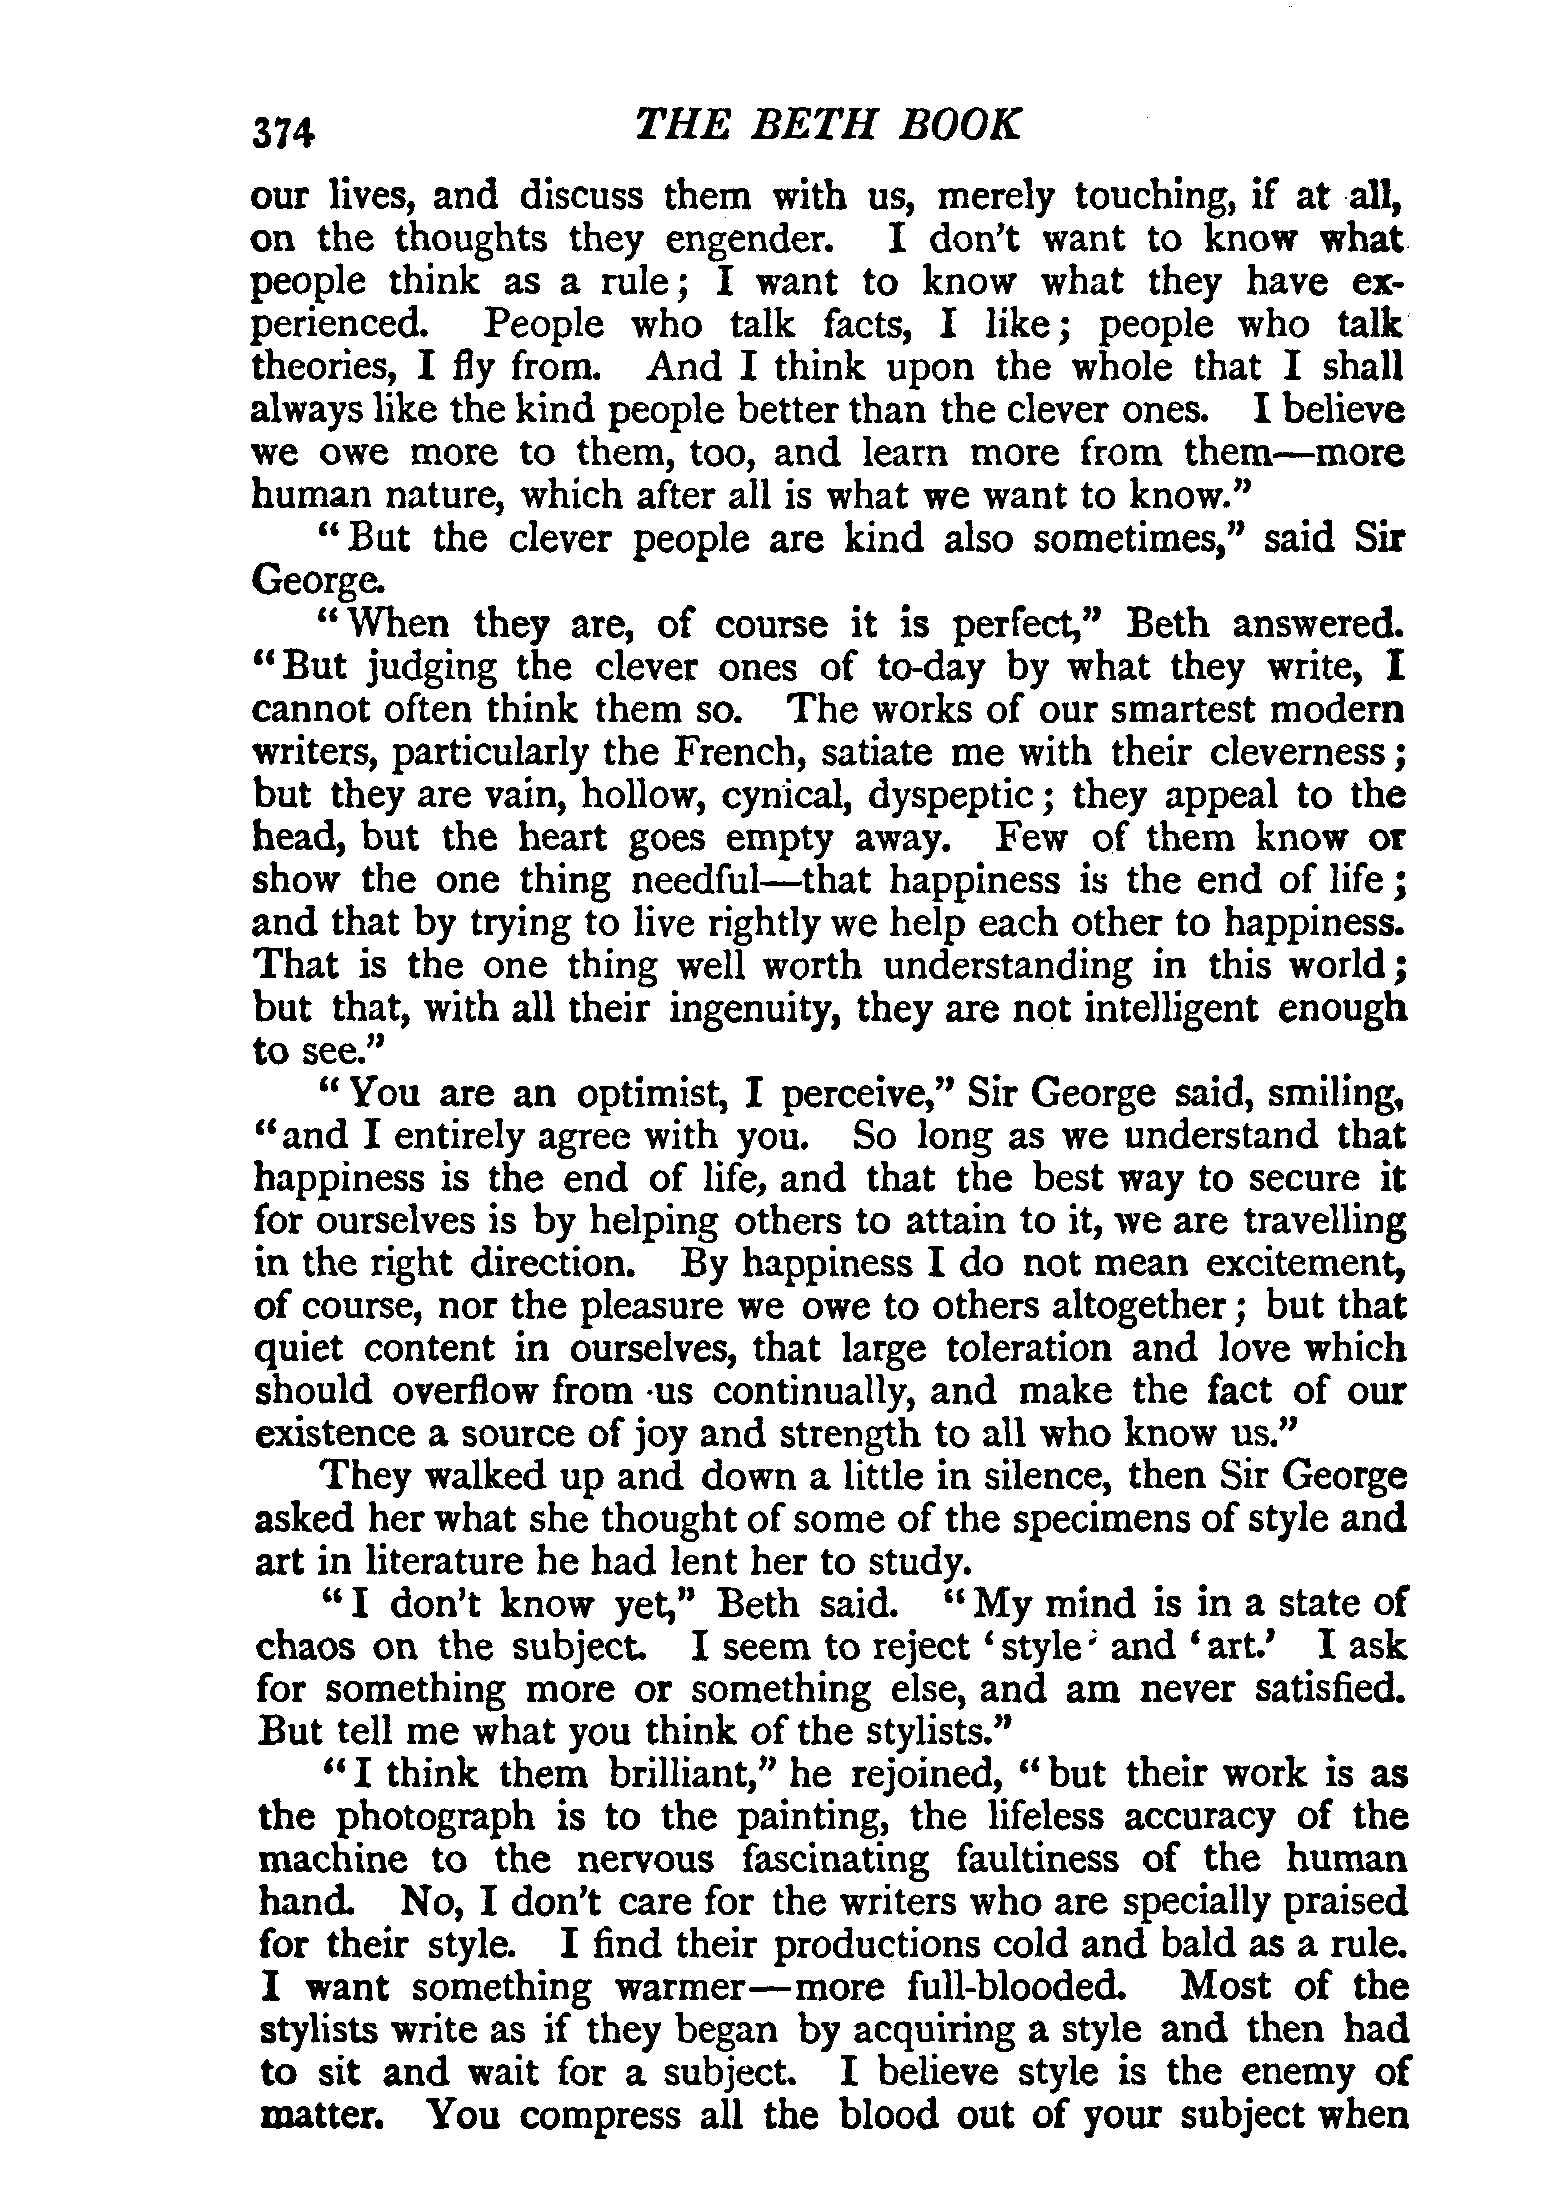 374 THE BETH BOOK
our lives, and discuss them with us, merely touching, if at all,
on the thoughts they engender. I don't want to know what
people think as a rule; I want to know what they have ex-
perienced. People who talk facts, I like; people who talk
theories, I fly from. And I think upon the whole that I shall
always like the kind people better than the clever ones. I believe
we owe more to them, too, and learn more from them—more
human nature, which after all is what we want to know."
"But the clever people are kind also sometimes," said Sir
George.
"When they are, of course it is perfect," Beth answered.
"But judging the clever ones of to-day by what they write, I
cannot often think them so. The works of our smartest modern
writers, particularly the French, satiate me with their cleverness;
but they are vain, hollow, cynical, dyspeptic; they appeal to the
head, but the heart goes empty away. Few of them know or
show the one thing needful—that happiness is the end of life;
and that by trying to live rightly we help each other to happiness.
That is the one thing well worth understanding in this world;
but that, with all their ingenuity, they are not intelligent enough
to see."
"You are an optimist, I perceive," Sir George said, smiling,
"and I entirely agree with you. So long as we understand that
happiness is the end of life, and that the best way to secure it
for ourselves is by helping others to attain to it, we are travelling
in the right direction. By happiness I do not mean excitement,
of course, nor the pleasure we owe to others altogether; but that
quiet content in ourselves, that large toleration and love which
should overflow from us continually, and make the fact of our
existence a source of joy and strength to all who know us."
They walked up and down a little in silence, then Sir George
asked her what she thought of some of the specimens of style and
art in literature he had lent her to study.
"I don't know yet," Beth said. "My mind is in a state of
chaos on the subject. I seem to reject 'style' and 'art.' I ask
for something more or something else, and am never satisfied.
But tell me what you think of the stylists."
"I think them brilliant," he rejoined, "but their work is as
the photograph is to the painting, the lifeless accuracy of the
machine to the nervous fascinating faultiness of the human
hand. No, I don't care for the writers who are specially praised
for their style. I find their productions cold and bald as a rule.
I want something warmer—more full-blooded. Most of the
stylists write as if they began by acquiring a style and then had
to sit and wait for a subject. I believe style is the enemy of
matter. You compress all the blood out of your subject when